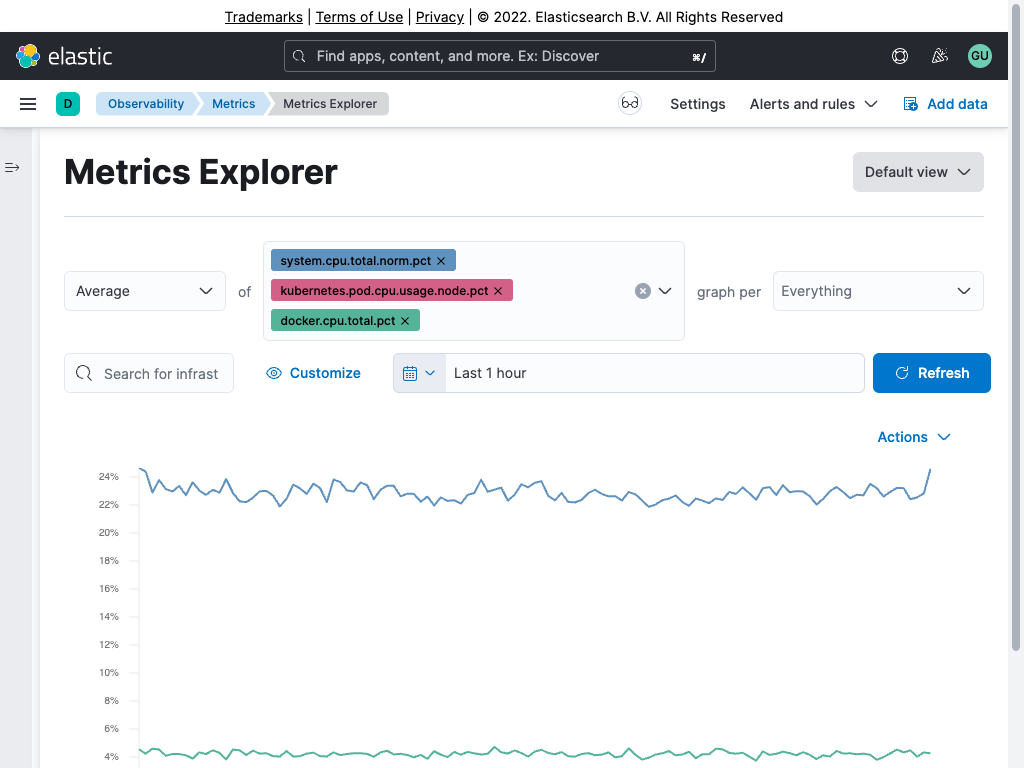 Trademarks | Terms of Use | Privacy | © 2022. Elasticsearch B.V. All Rights Reserved
elastic
Find apps, content, and more. Ex: Discover ⌘/
GU
D
Observability
Metrics
Metrics Explorer
Settings
Alerts and rules
Add data
Metrics Explorer
Default view
Average
of
system.cpu.total.norm.pct ×
kubernetes.pod.cpu.usage.node.pct ×
docker.cpu.total.pct ×
graph per
Everything
Search for infrast
Customize
Last 1 hour
Refresh
Actions
24%
22%
20%
18%
16%
14%
12%
10%
8%
6%
4%